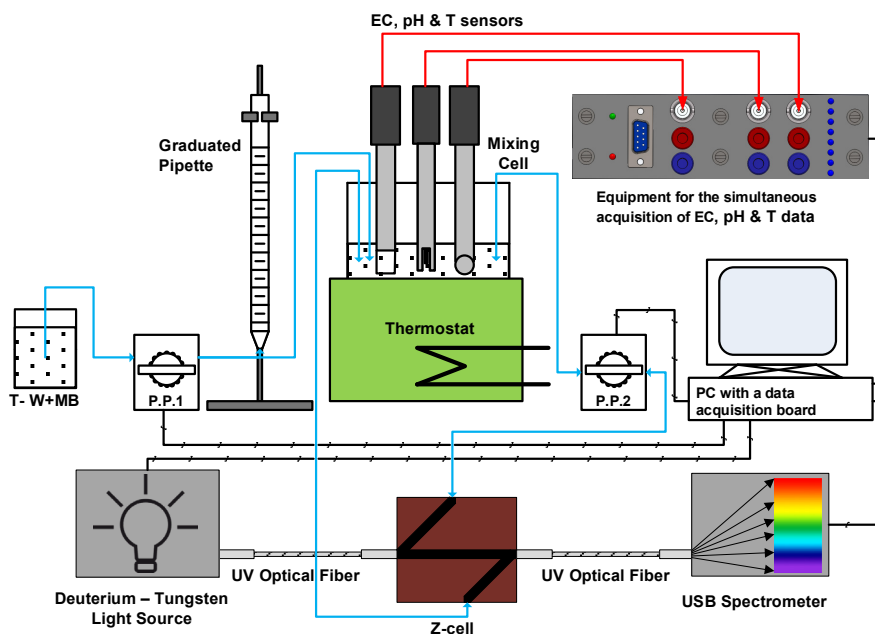 EC, pH & T sensors
Graduated
Pipette
Mixing
Cell
Equipment for the simultaneous
acquisition of EC, pH & T data
Thermostat
T- W+MB
P.P.1
P.P.2
PC with a data
acquisition board
UV Optical Fiber
UV Optical Fiber
Deuterium – Tungsten
Light Source
Z-cell
USB Spectrometer